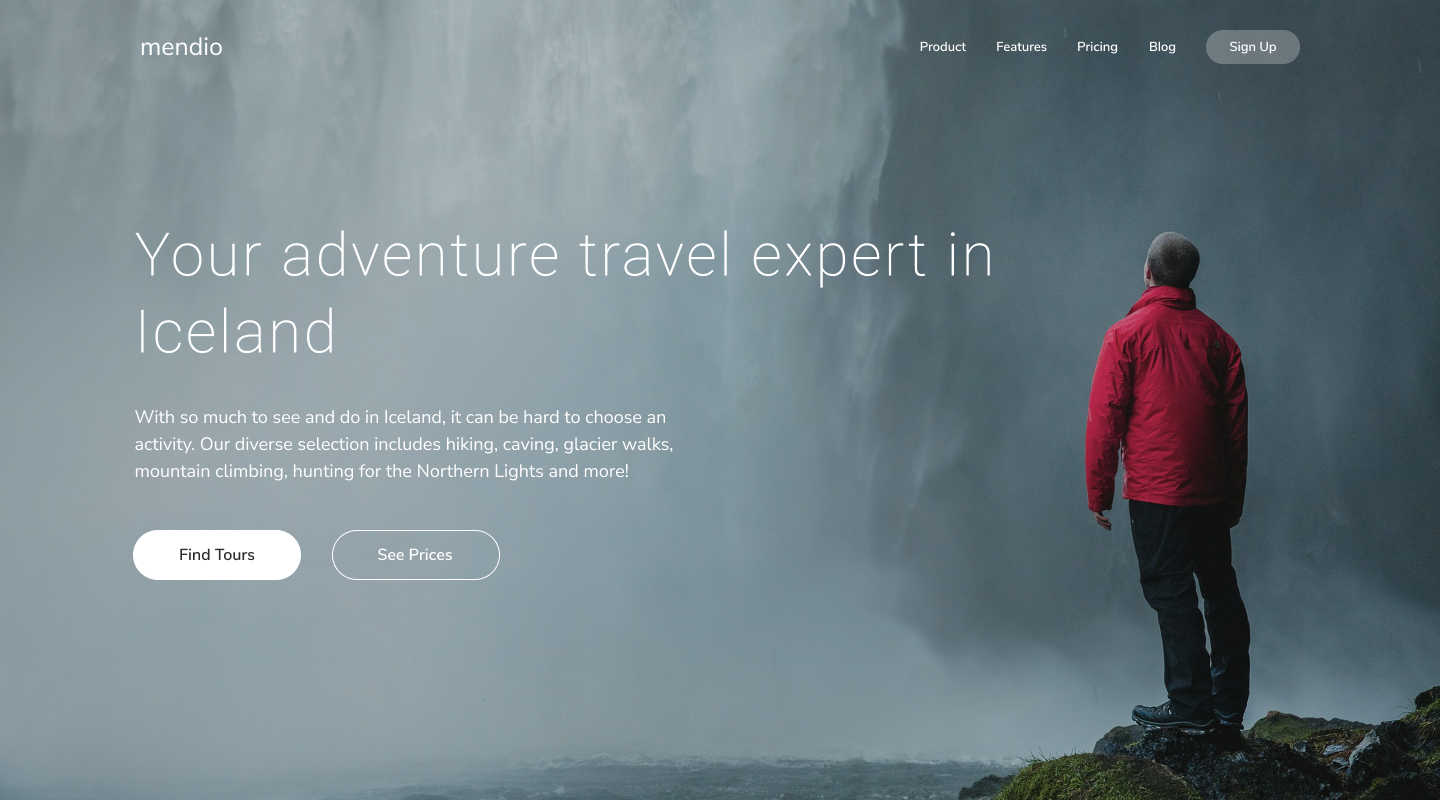 mendio
Product Features Pricing Blog Sign Up
Your adventure travel expert in
Iceland
With so much to see and do in Iceland, it can be hard to choose an
activity. Our diverse selection includes hiking, caving, glacier walks,
mountain climbing, hunting for the Northern Lights and more!
Find Tours See Prices